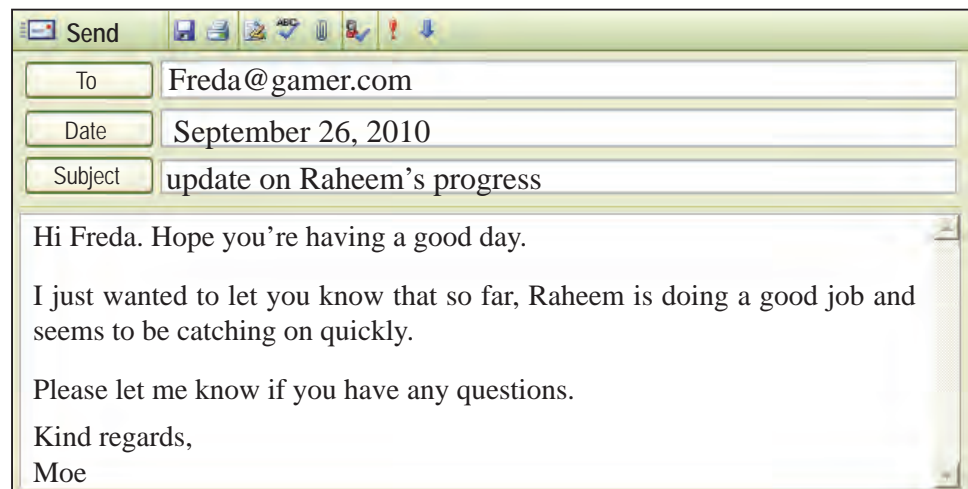 Send
To Freda@gamer.com
Date September 26, 2010
Subject update on Raheem’s progress
Hi Freda. Hope you’re having a good day.
I just wanted to let you know that so far, Raheem is doing a good job and
seems to be catching on quickly.
Please let me know if you have any questions.
Kind regards,
Moe